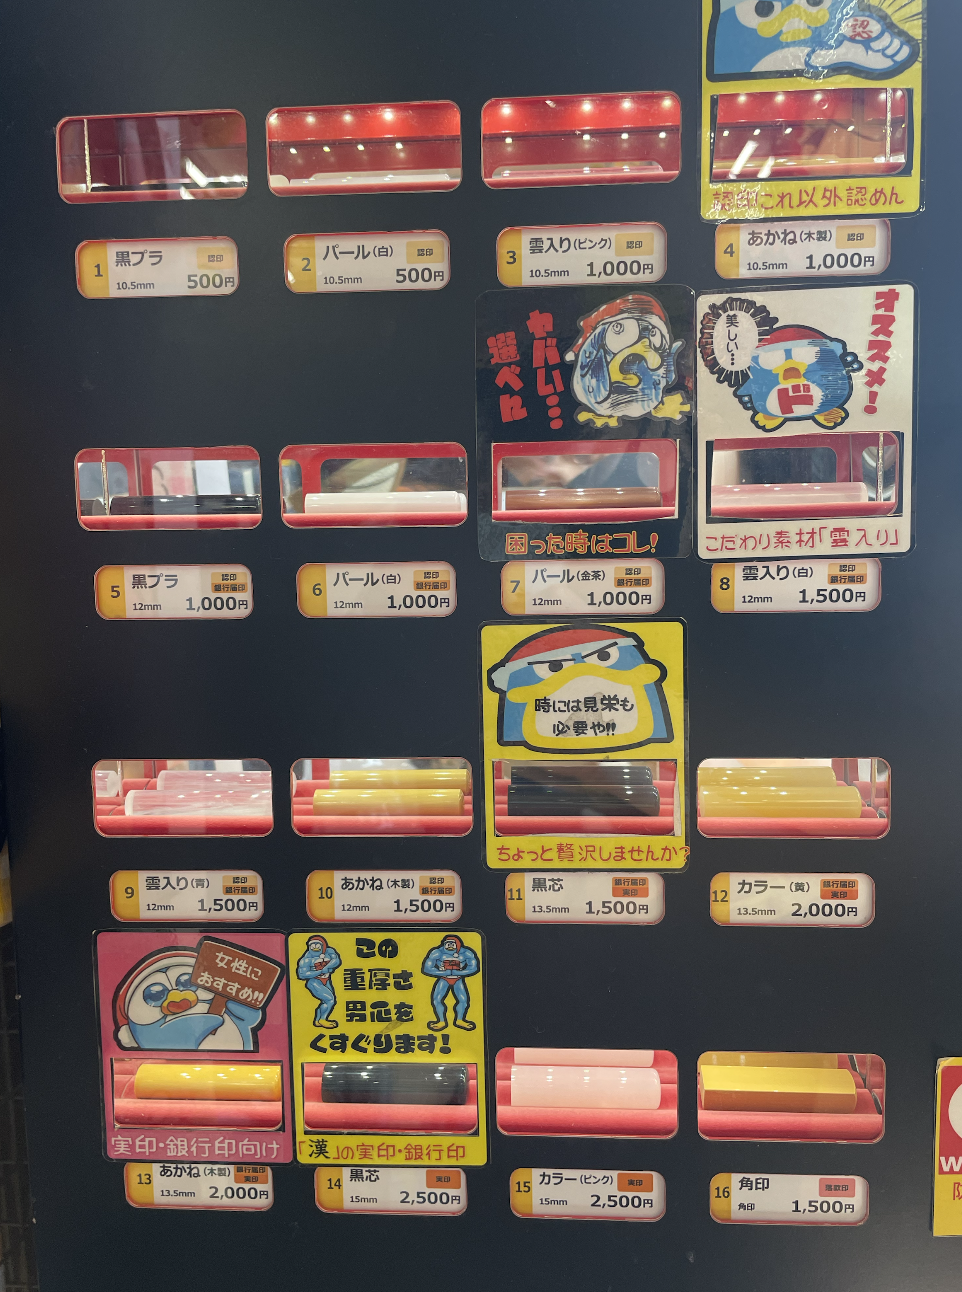 認
認印これ以外認めん
1 黒プラ 認印
10.5mm 500円
2 パール(白) 認印
10.5mm 500円
3 雲入り(ピンク) 認印
10.5mm 1,000円
4 あかね(木製) 認印
10.5mm 1,000円
ヤバい…
選べん
困った時はコレ!
オススメ!
美しい…
ド
こだわり素材「雲入り」
5 黒プラ 認印 銀行届印
12mm 1,000円
6 パール(白) 認印 銀行届印
12mm 1,000円
7 パール(金茶) 認印 銀行届印
12mm 1,000円
8 雲入り(白) 認印 銀行届印
12mm 1,500円
時には見栄も
必要や!!
ちょっと贅沢しませんか?
9 雲入り(青) 認印 銀行届印
12mm 1,500円
10 あかね(木製) 認印 銀行届印
12mm 1,500円
11 黒芯 銀行届印 実印
13.5mm 1,500円
12 カラー(黄) 銀行届印 実印
13.5mm 2,000円
女性に
おすすめ!!
実印・銀行印向け
この
重厚さ
男心を
くすぐります!
「漢」の実印・銀行印
13 あかね(木製) 銀行届印 実印
13.5mm 2,000円
14 黒芯 実印
15mm 2,500円
15 カラー(ピンク) 実印
15mm 2,500円
16 角印 落款印
角印 1,500円
W